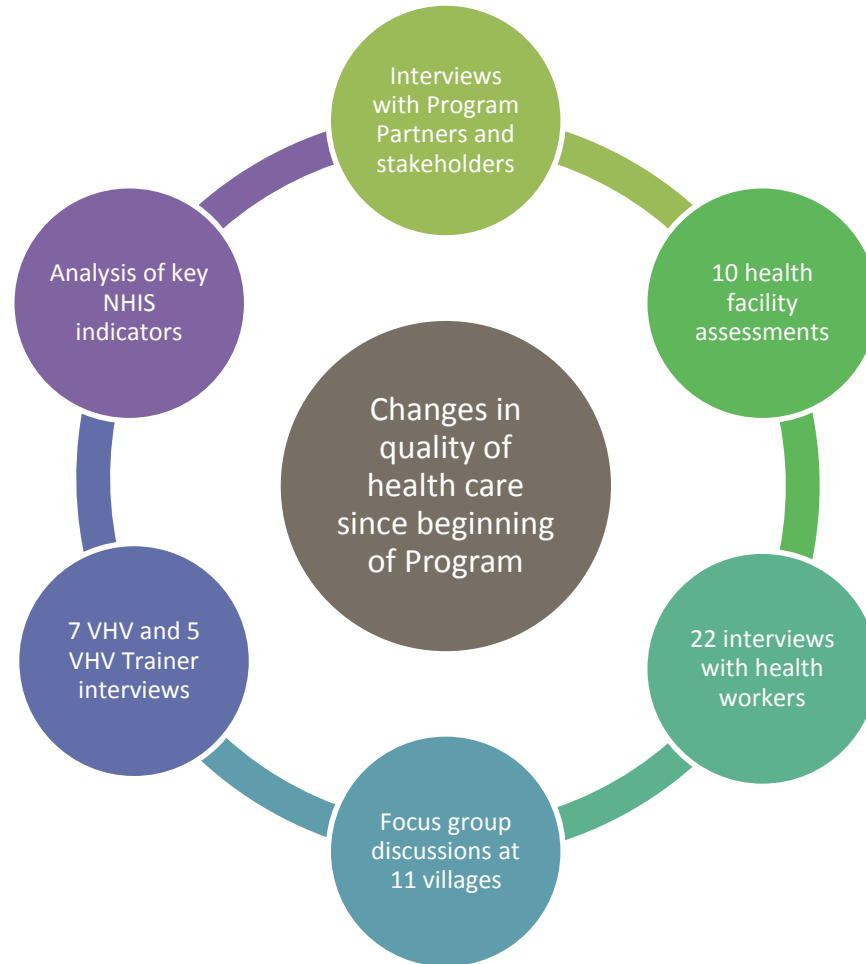 Interviews
with Program
Partners and
stakeholders
10 health
facility
assessments
22 interviews
with health
workers
Focus group
discussions at
11 villages
7 VHV and 5
VHV Trainer
interviews
Analysis of key
NHIS
indicators
Changes in
quality of
health care
since beginning
of Program